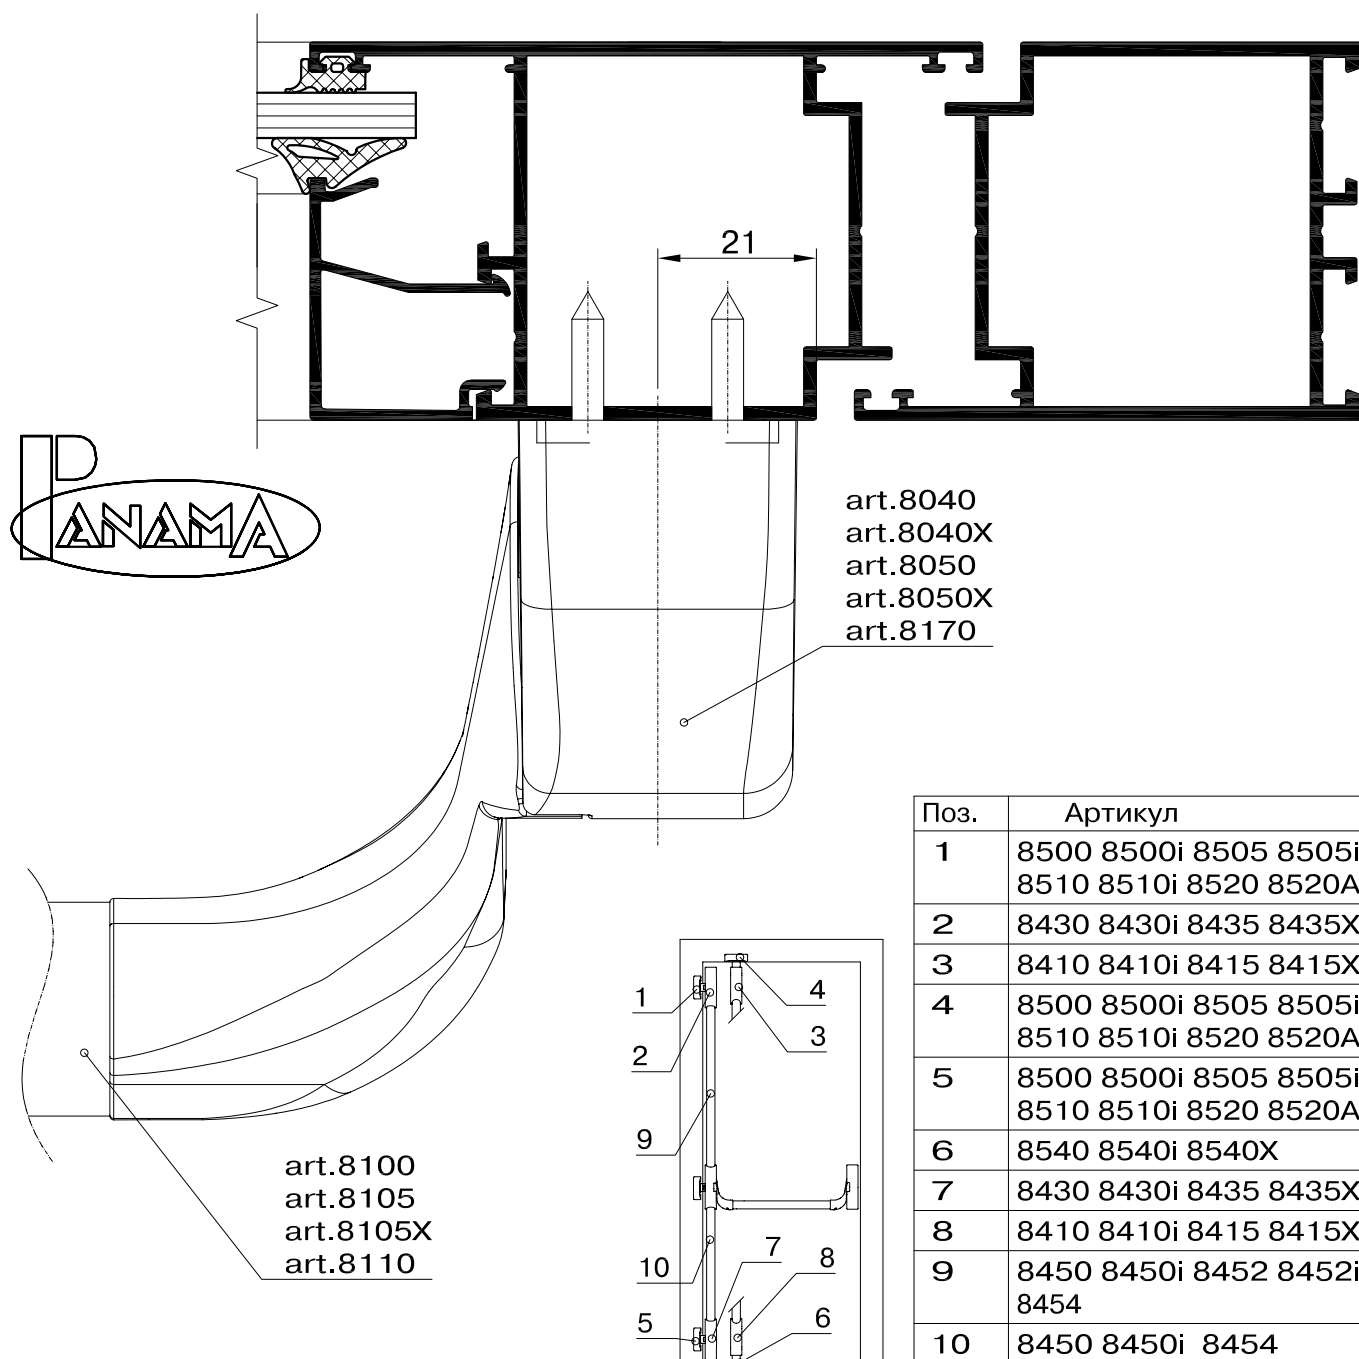 21
PANAMA
art.8040
art.8040X
art.8050
art.8050X
art.8170
art.8100
art.8105
art.8105X
art.8110
1
2
3
4
9
10
7
8
5
6
Поз. Артикул
1 8500 8500i 8505 8505i
8510 8510i 8520 8520A
2 8430 8430i 8435 8435X
3 8410 8410i 8415 8415X
4 8500 8500i 8505 8505i
8510 8510i 8520 8520A
5 8500 8500i 8505 8505i
8510 8510i 8520 8520A
6 8540 8540i 8540X
7 8430 8430i 8435 8435X
8 8410 8410i 8415 8415X
9 8450 8450i 8452 8452i
8454
10 8450 8450i 8454